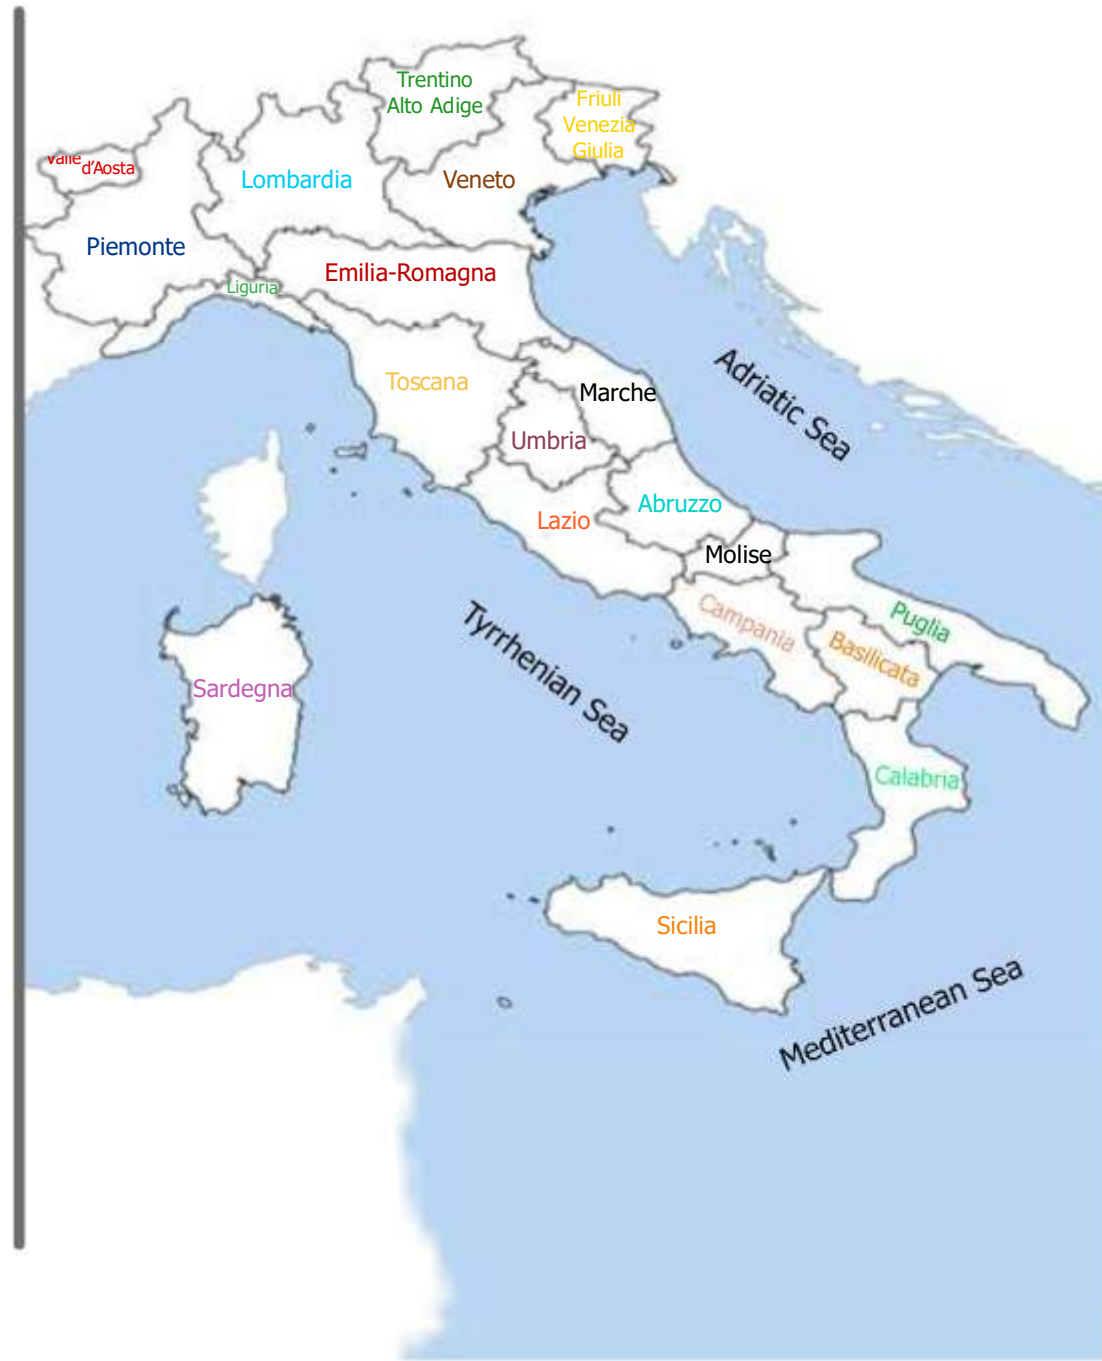 Trentino
Alto Adige
Friuli
Venezia
Giulia
Valle
d'Aosta
Lombardia
Veneto
Piemonte
Emilia-Romagna
Liguria
Toscana
Marche
Adriatic Sea
Umbria
Abruzzo
Lazio
Molise
Campania
Puglia
Basilicata
Tyrrhenian Sea
Sardegna
Calabria
Sicilia
Mediterranean Sea